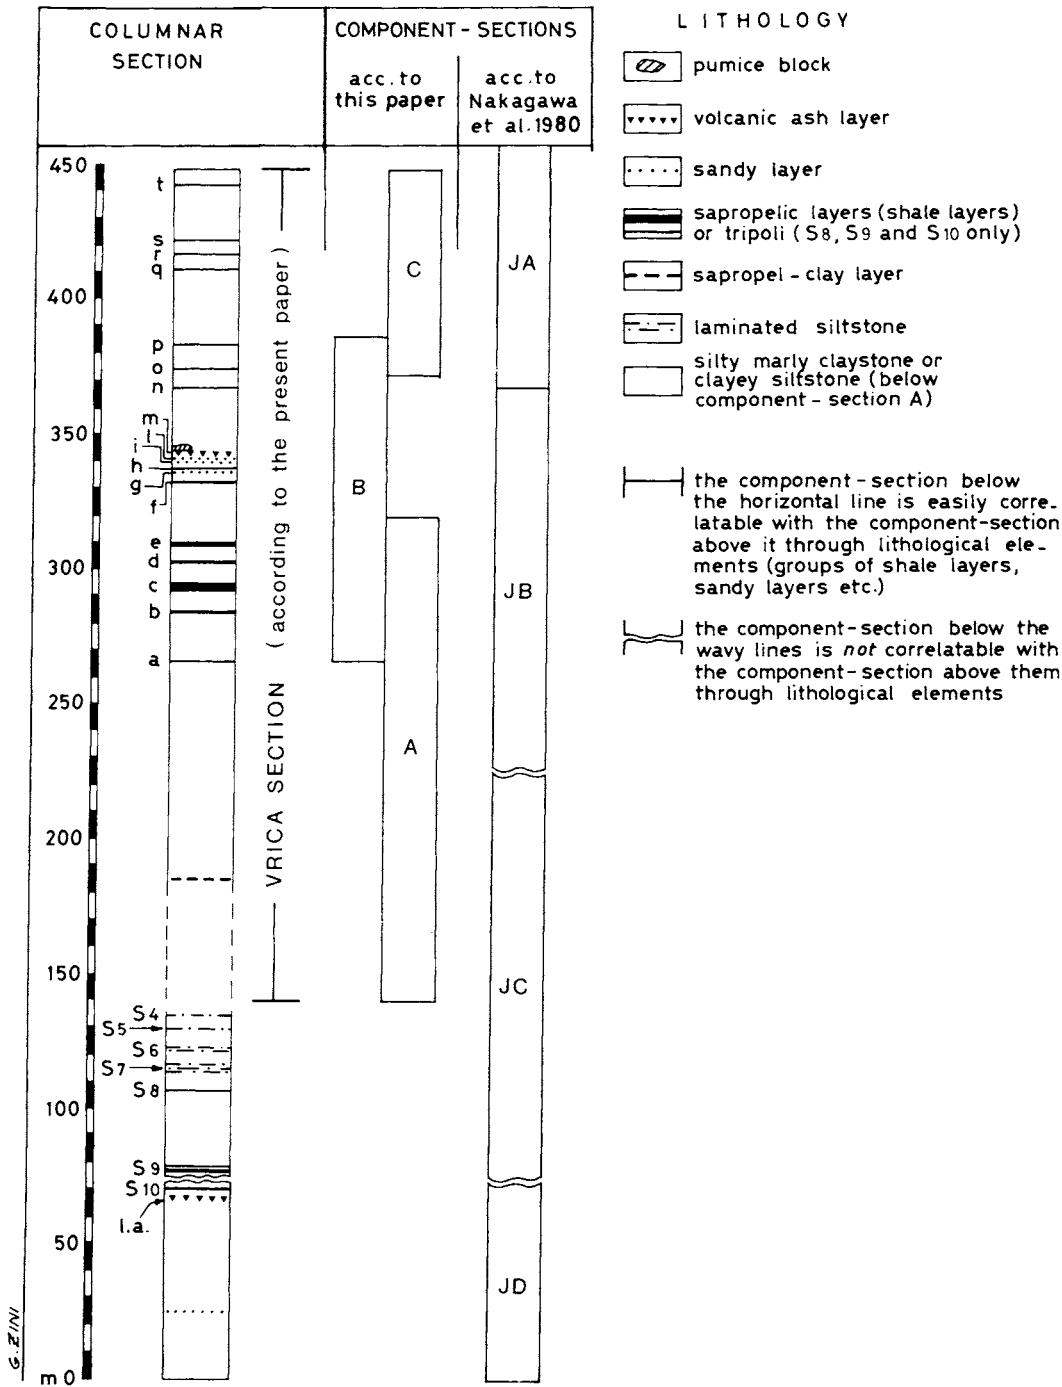 COLUMNAR
SECTION
COMPONENT-SECTIONS
acc. to
this paper
acc. to
Nakagawa
et al. 1980
450
400
350
300
250
200
150
100
50
m 0
t
s
r
q
p
o
n
m
l
i
h
g
f
e
d
c
b
a
S4
S5
S6
S7
S8
S9
S10
l.a.
VRICA SECTION (according to the present paper)
C
B
A
JA
JB
JC
JD
G. ZINI
LITHOLOGY
pumice block
volcanic ash layer
sandy layer
sapropelic layers (shale layers)
or tripoli (S8, S9 and S10 only)
sapropel-clay layer
laminated siltstone
silty marly claystone or
clayey siltstone (below
component-section A)
the component-section below
the horizontal line is easily corre-
latable with the component-section
above it through lithological ele-
ments (groups of shale layers,
sandy layers etc.)
the component-section below the
wavy lines is not correlatable with
the component-section above them
through lithological elements